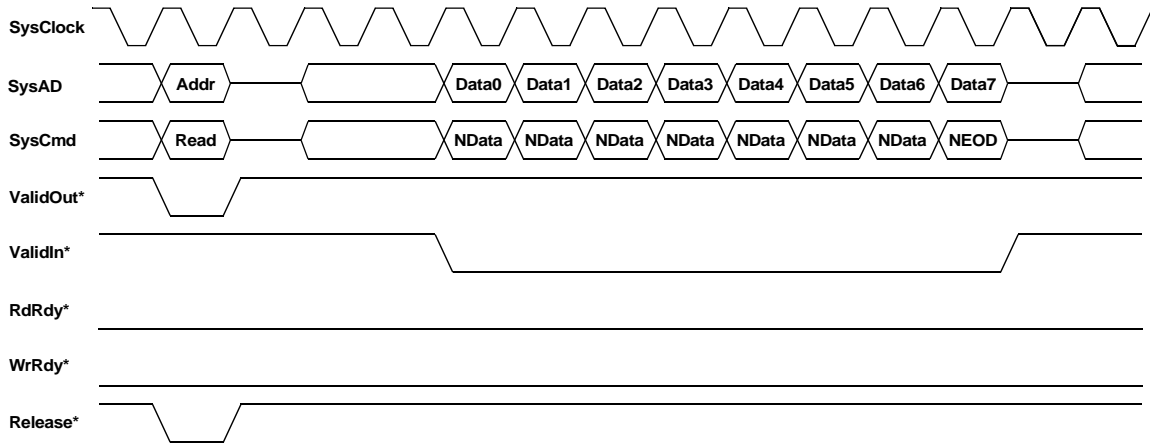 SysClock
SysAD Addr Data0 Data1 Data2 Data3 Data4 Data5 Data6 Data7
SysCmd Read NData NData NData NData NData NData NData NEOD
ValidOut*
ValidIn*
RdRdy*
WrRdy*
Release*